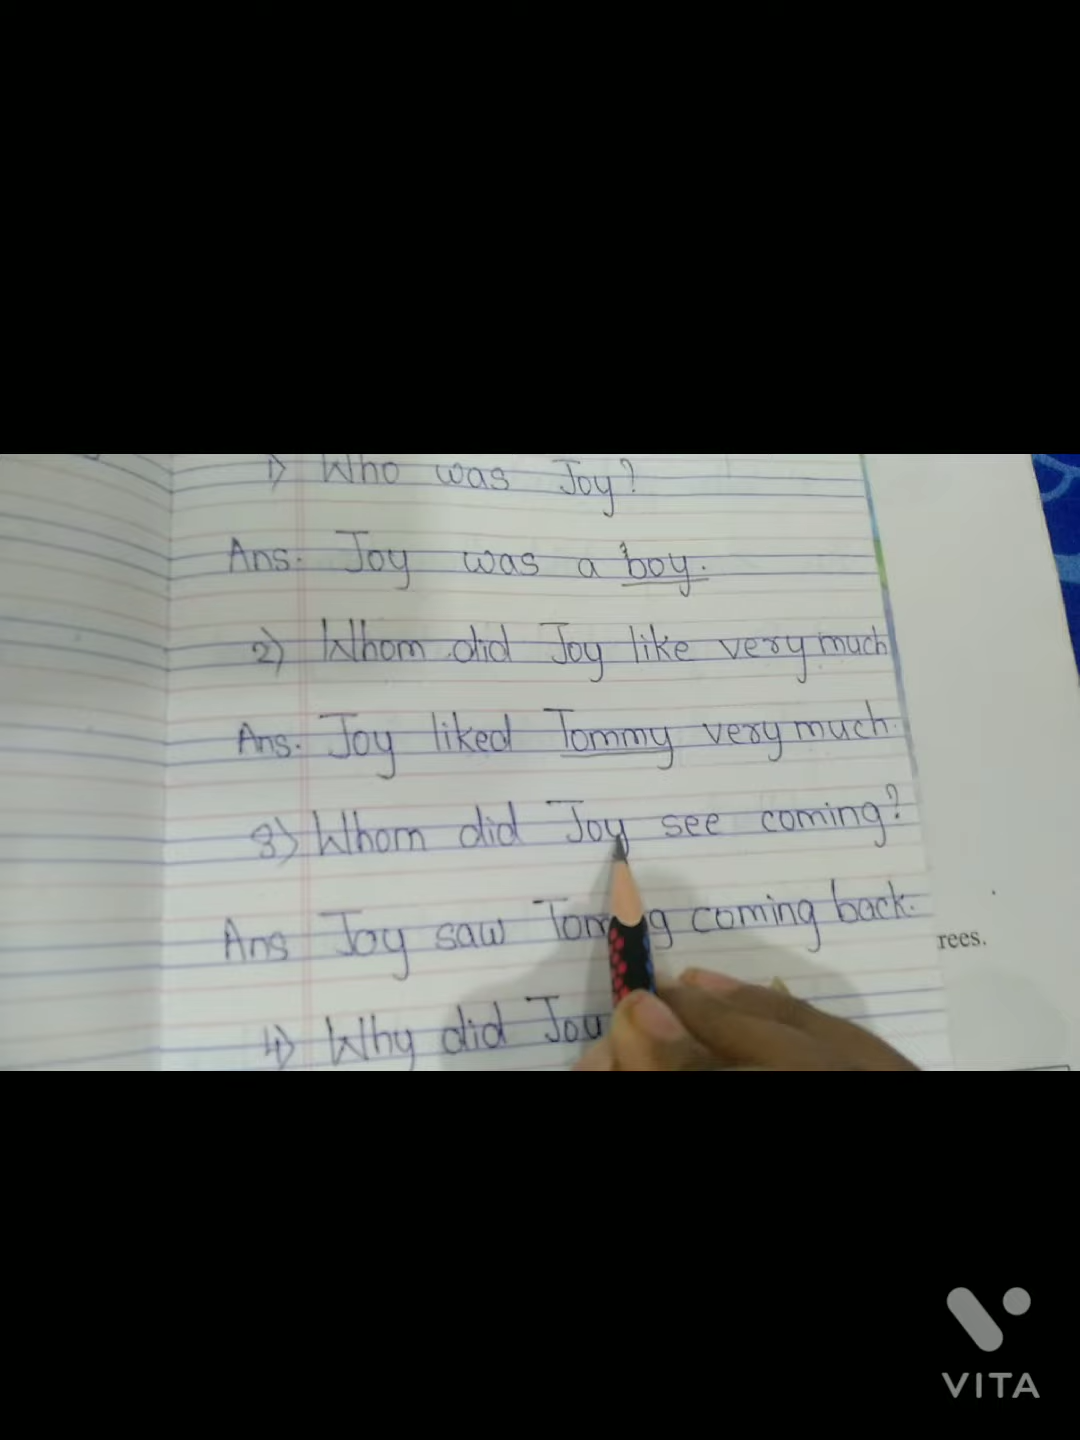 1) Who was Joy?
Ans. Joy was a boy.
2) Whom did Joy like very much
Ans. Joy liked Tommy very much.
3) Whom did Joy see coming?
Ans Joy saw coming back.
rees.
4) Why did Joy
VITA